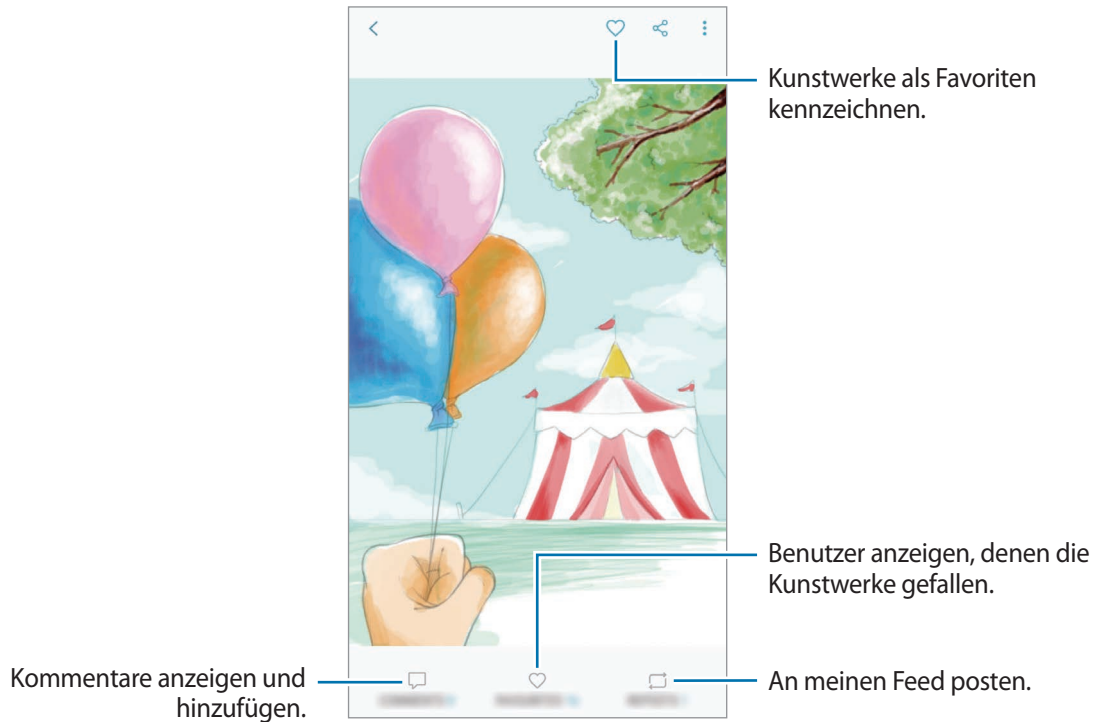 Kunstwerke als Favoriten
kennzeichnen.
Benutzer anzeigen, denen die
Kunstwerke gefallen.
Kommentare anzeigen und
hinzufügen.
An meinen Feed posten.